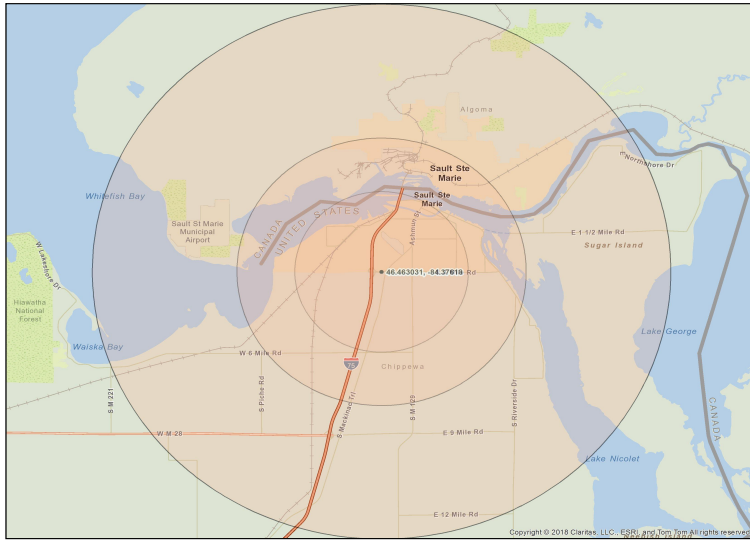 Algoma
Sault Ste
Marie
Sault Ste
Marie
E Northshore Dr
Whitefish Bay
CANADA
UNITED STATES
Sault St Marie
Municipal
Airport
Ashmun St
E 1 1/2 Mile Rd
Sugar Island
W Lakeshore Dr
46.463031,
Rd
Hiawatha
National
Forest
Lake George
Waiska Bay
W 6 Mile Rd
75
Chippewa
S M 221
S Piche Rd
S Mackinac Trl
S M 129
S Riverside Dr
CANADA
W M-28
E 9 Mile Rd
Lake Nicolet
E 12 Mile Rd
Copyright © 2018 Claritas, LLC., ESRI, and Tom Tom All rights reserved